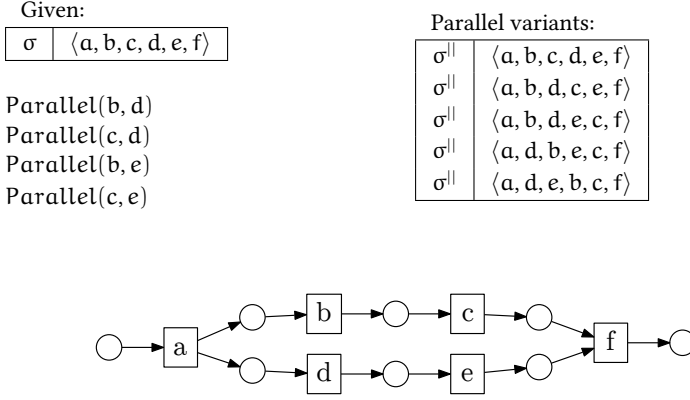 Given:
σ ⟨a, b, c, d, e, f⟩
Parallel(b, d)
Parallel(c, d)
Parallel(b, e)
Parallel(c, e)
Parallel variants:
σ|| ⟨a, b, c, d, e, f⟩
σ|| ⟨a, b, d, c, e, f⟩
σ|| ⟨a, b, d, e, c, f⟩
σ|| ⟨a, d, b, e, c, f⟩
σ|| ⟨a, d, e, b, c, f⟩
b c
a f
d e